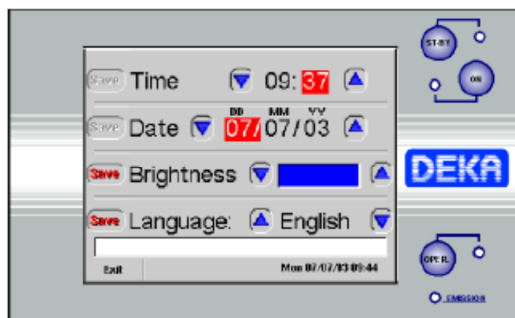 Save Time 09:37
DD MM YY
Save Date 07/07/03
Save Brightness
Save Language: English
Exit Mon 07/07/03 09:44
ST-BY
ON
DEKA
OPER.
EMISSION